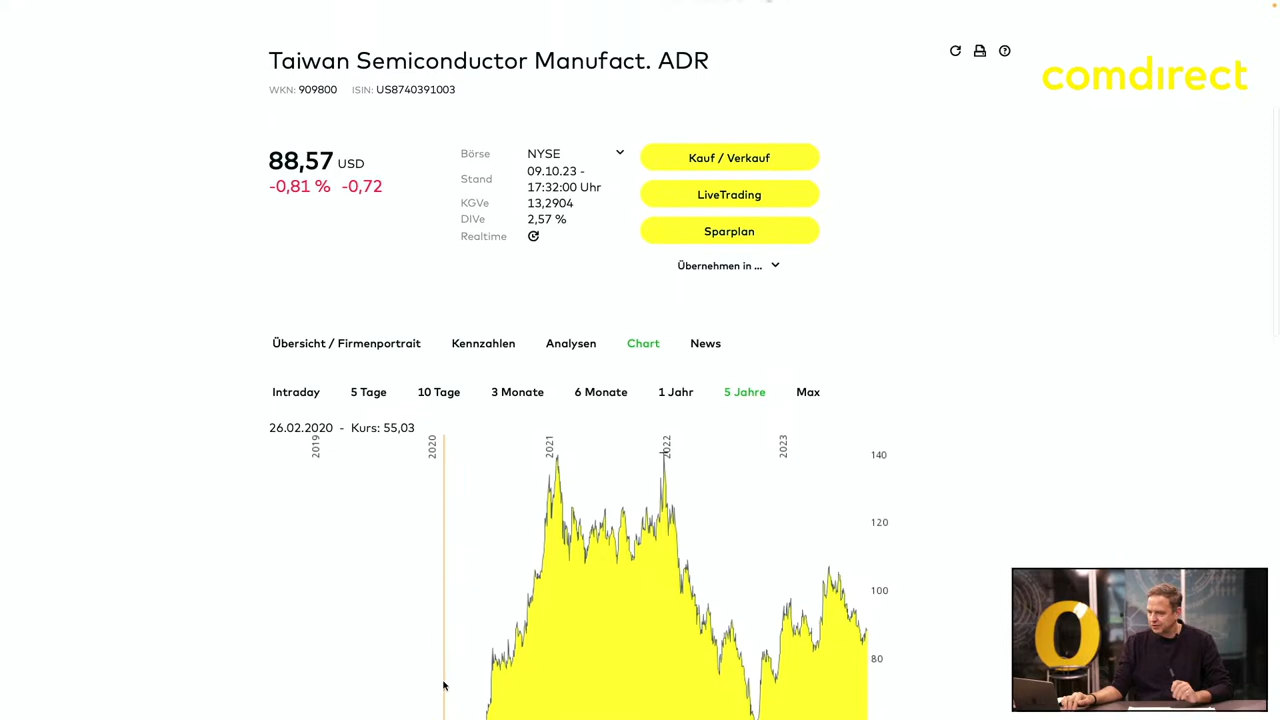 Taiwan Semiconductor Manufact. ADR
comdirect
WKN: 909800 ISIN: US8740391003
88,57 USD
-0,81 % -0,72
Börse NYSE
Stand 09.10.23 -
17:32:00 Uhr
KGVe 13,2904
DIVe 2,57 %
Realtime
Kauf / Verkauf
LiveTrading
Sparplan
Übernehmen in ...
Übersicht / Firmenportrait Kennzahlen Analysen Chart News
Intraday 5 Tage 10 Tage 3 Monate 6 Monate 1 Jahr 5 Jahre Max
26.02.2020 - Kurs: 55,03
2019 2020 2021 2022 2023
140
120
100
80